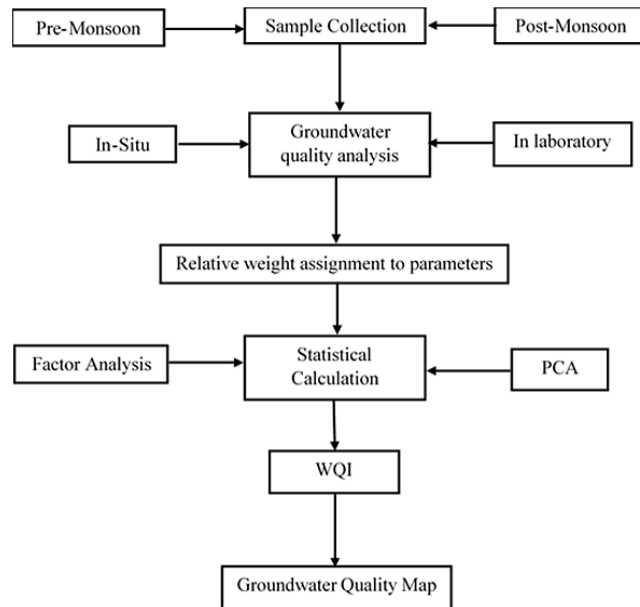 Pre-Monsoon
Sample Collection
Post-Monsoon
In-Situ
Groundwater
quality analysis
In laboratory
Relative weight assignment to parameters
Factor Analysis
Statistical
Calculation
PCA
WQI
Groundwater Quality Map